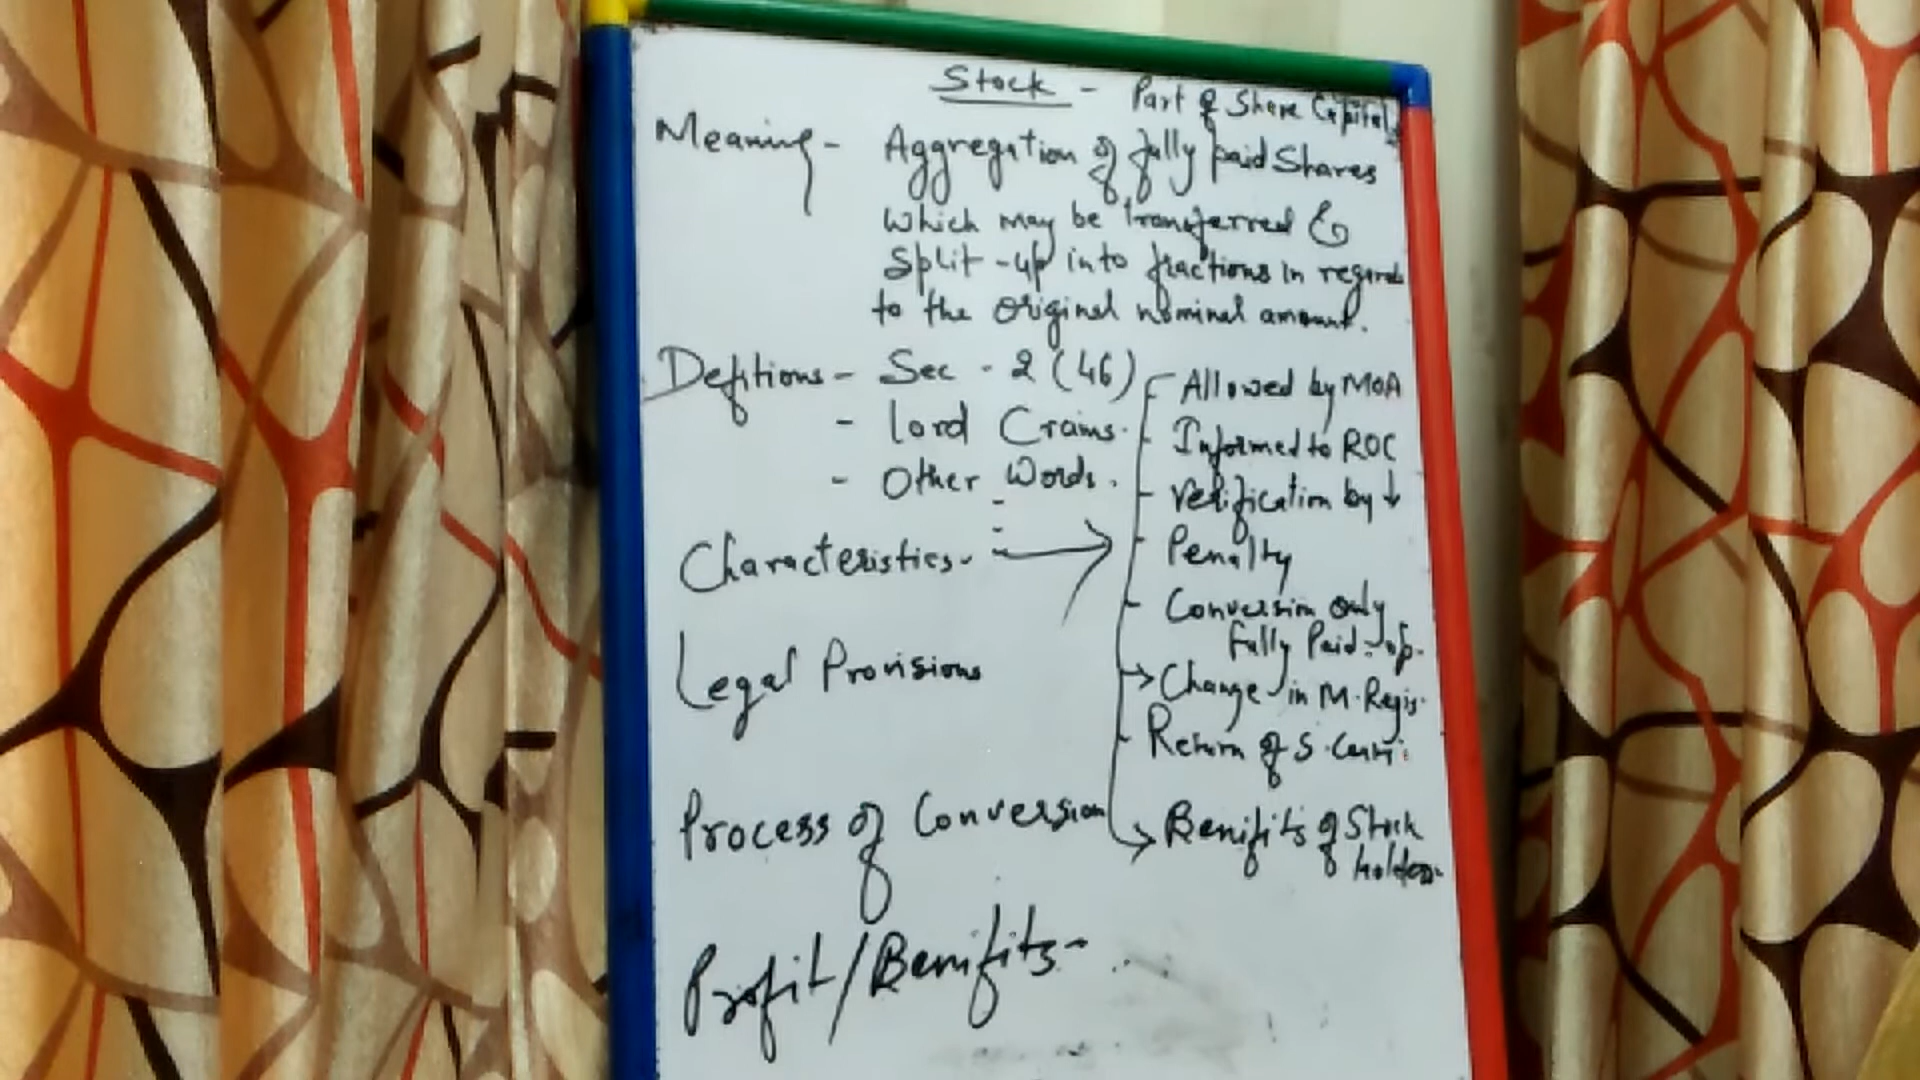 Stock - Part of Share Capital
Meaning - Aggregation of fully paid Shares
which may be transferred &
Split-up into fractions in regards
to the original nominal amount.
Defitions - Sec - 2 (46)
- Lord Crains.
- Other Words.
Characteristics -
Legal Provisions
Process of Conversion
Profit/Benifits -
- Allowed by MOA
- Informed to ROC
- Verification by ↓
- Penalty
- Conversion only
fully Paid-up.
→ Change in M. Regis.
- Return of S. Certi.
→ Benifits of Stock
holders.